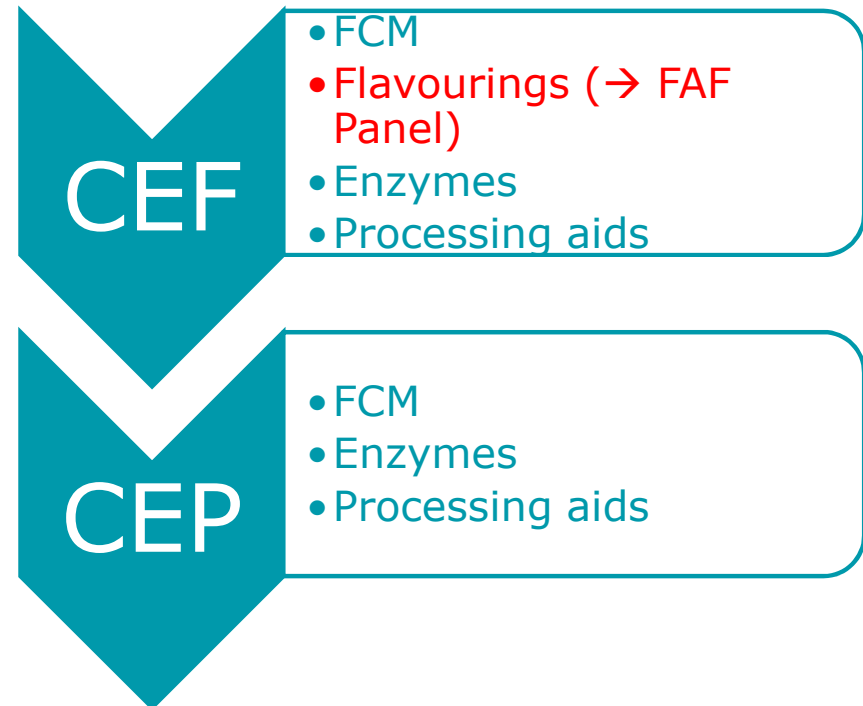 CEF
•FCM
•Flavourings (→ FAF
Panel)
•Enzymes
•Processing aids
CEP
•FCM
•Enzymes
•Processing aids